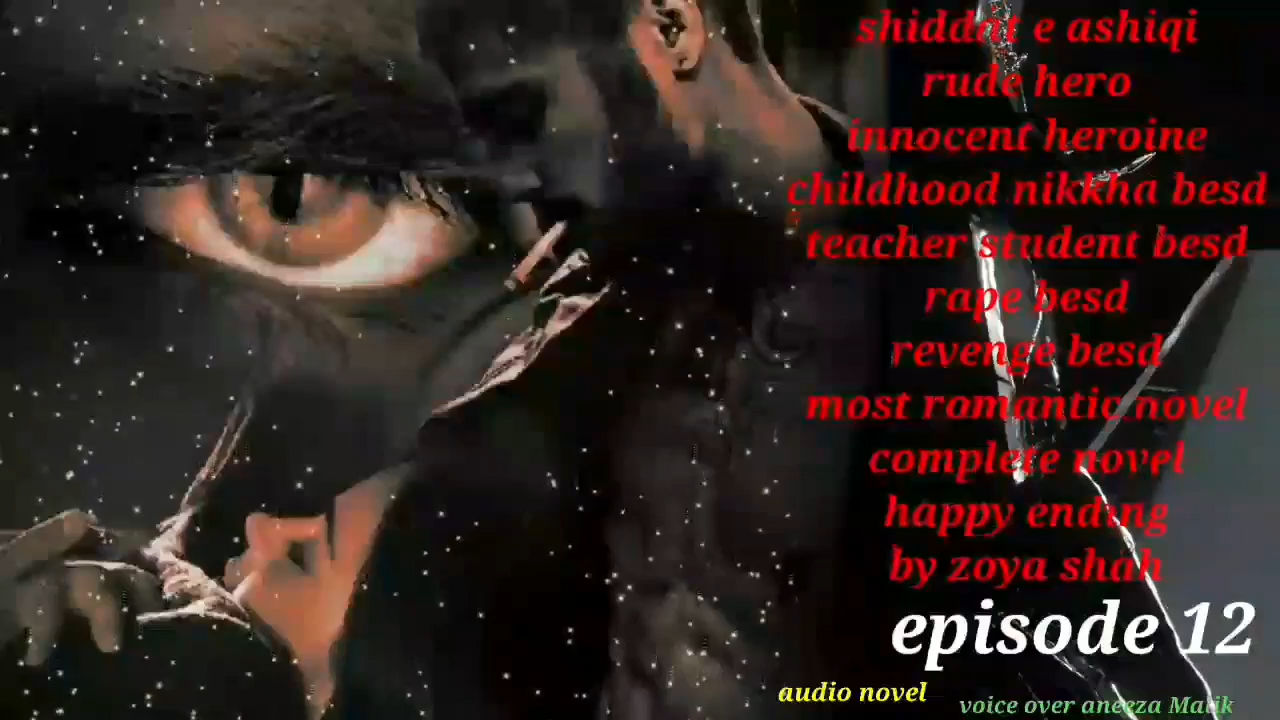 shiddat e ashiqi
rude hero
innocent heroine
childhood nikkha besd
teacher student besd
rape besd
revenge besd
most romantic novel
complete novel
happy ending
by zoya shah
episode 12
audio novel
voice over aneeza Malik